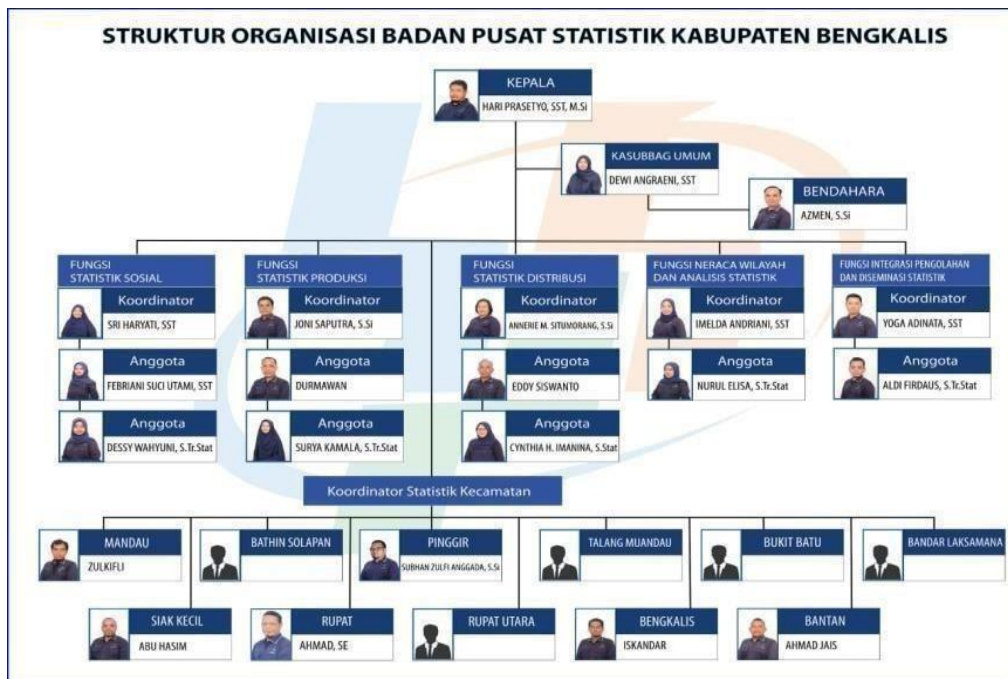 STRUKTUR ORGANISASI BADAN PUSAT STATISTIK KABUPATEN BENGKALIS
KEPALA
HARI PRASETYO, SST, M.Si
KASUBBAG UMUM
DEWI ANGRAENI, SST
BENDAHARA
AZMEN, S.Si
FUNGSI
STATISTIK SOSIAL
Koordinator
SRI HARYATI, SST
Anggota
FEBRIANI SUCI UTAMI, SST
Anggota
DESSY WAHYUNI, S.Tr.Stat
FUNGSI
STATISTIK PRODUKSI
Koordinator
JONI SAPUTRA, S.Si
Anggota
DURMAWAN
Anggota
SURYA KAMALA, S.Tr.Stat
FUNGSI
STATISTIK DISTRIBUSI
Koordinator
ANNERIE M. SITUMORANG, S.Si
Anggota
EDDY SISWANTO
Anggota
CYNTHIA H. IMANINA, S.Stat
FUNGSI NERACA WILAYAH
DAN ANALISIS STATISTIK
Koordinator
IMELDA ANDRIANI, SST
Anggota
NURUL ELISA, S.Tr.Stat
FUNGSI INTEGRASI PENGOLAHAN
DAN DISEMINASI STATISTIK
Koordinator
YOGA ADINATA, SST
Anggota
ALDI FIRDAUS, S.Tr.Stat
Koordinator Statistik Kecamatan
MANDAU
ZULKIFLI
BATHIN SOLAPAN
PINGGIR
SUBHAN ZULFI ANGGADA, S.Si
TALANG MUANDAU
BUKIT BATU
BANDAR LAKSAMANA
SIAK KECIL
ABU HASIM
RUPAT
AHMAD, SE
RUPAT UTARA
BENGKALIS
ISKANDAR
BANTAN
AHMAD JAIS